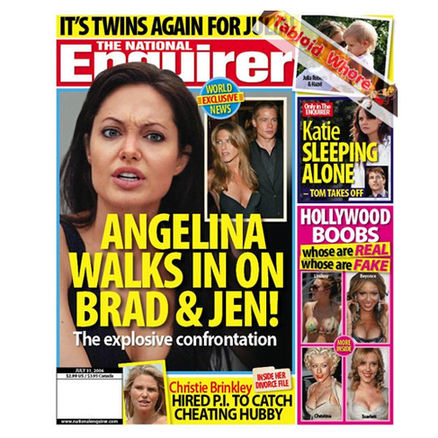 IT'S TWINS AGAIN FOR JULIA
Tabloid Whore
Julia Roberts
& Hazel
THE NATIONAL
Enquirer
WORLD
EXCLUSIVE
NEWS
Only in The
ENQUIRER
Katie
SLEEPING
ALONE
– TOM TAKES OFF
ANGELINA
WALKS IN ON
BRAD & JEN!
The explosive confrontation
HOLLYWOOD
BOOBS
whose are REAL
whose are FAKE
Lindsay
Beyonce
MORE
INSIDE
Christina
Scarlett
JULY 31, 2006
$2.99 US / $3.95 Canada
www.nationalenquirer.com
Christie Brinkley
INSIDE HER
DIVORCE FILE
HIRED P.I. TO CATCH
CHEATING HUBBY